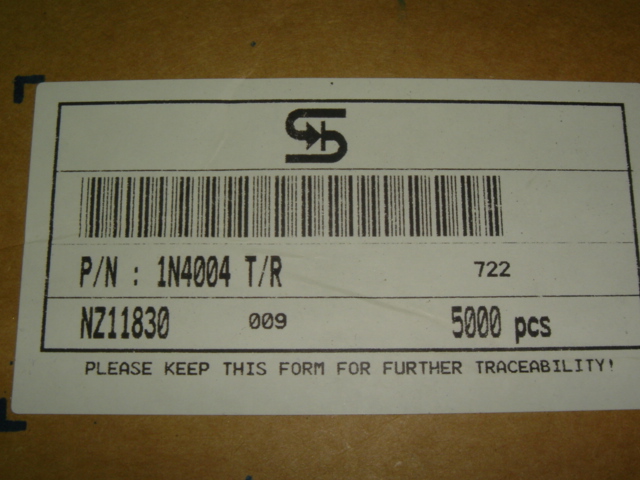 P/N : 1N4004 T/R 722
NZ11830 009 5000 pcs
PLEASE KEEP THIS FORM FOR FURTHER TRACEABILITY!